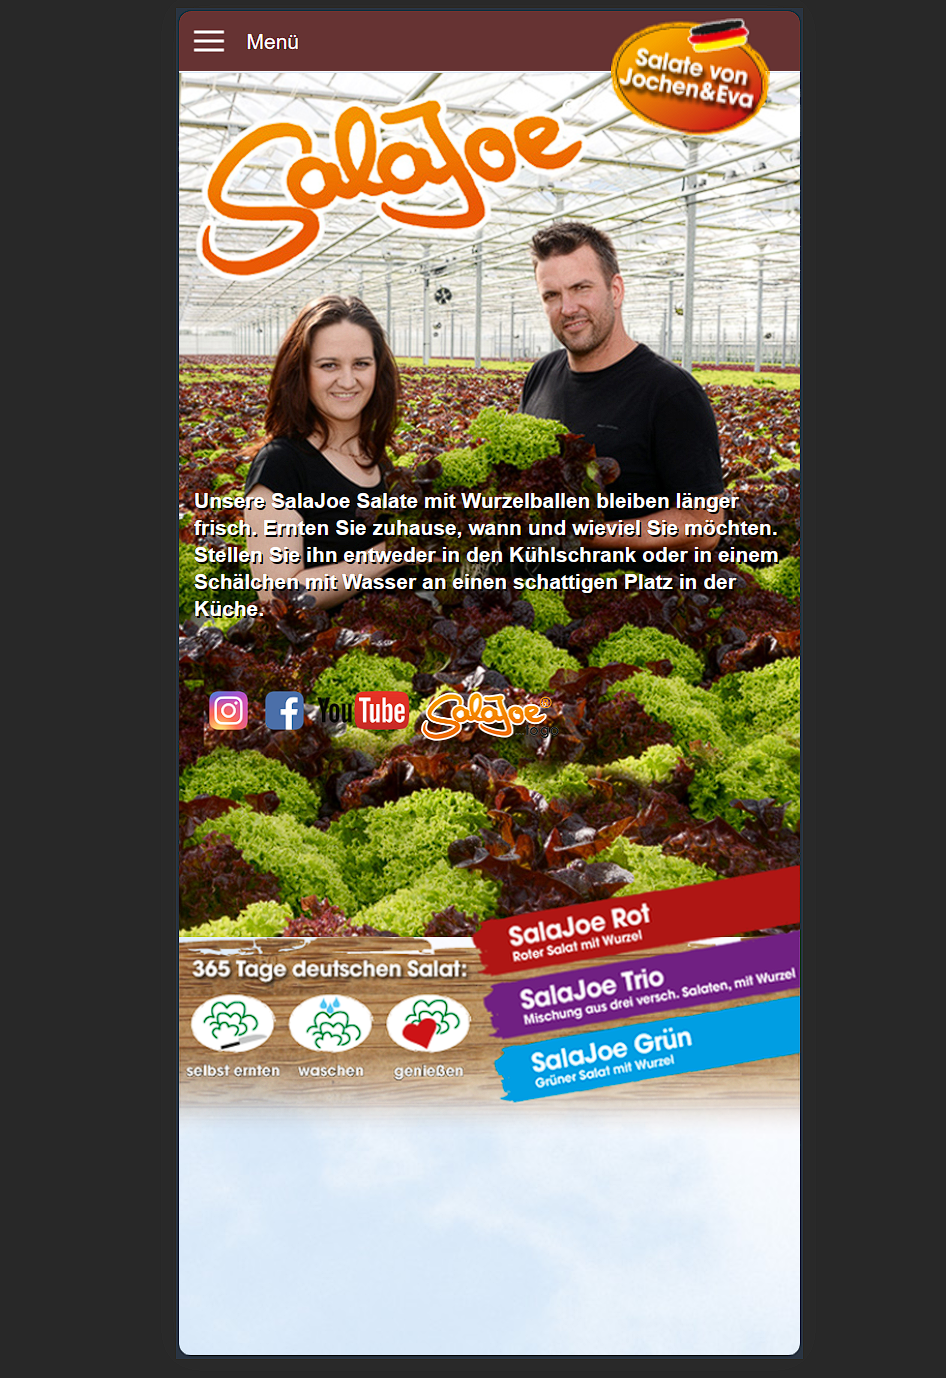 Menü
Salate von
Jochen&Eva
SalaJoe
Unsere SalaJoe Salate mit Wurzelballen bleiben länger
frisch. Ernten Sie zuhause, wann und wieviel Sie möchten.
Stellen Sie ihn entweder in den Kühlschrank oder in einem
Schälchen mit Wasser an einen schattigen Platz in der
Küche.
f YouTube SalaJoe®
logo
SalaJoe Rot
Roter Salat mit Wurzel
365 Tage deutschen Salat:
SalaJoe Trio
Mischung aus drei versch. Salaten, mit Wurzel
SalaJoe Grün
Grüner Salat mit Wurzel
selbst ernten waschen genießen